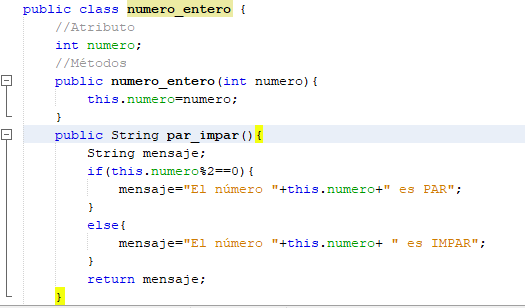 public class numero_entero {
//Atributo
int numero;
//Métodos
public numero_entero(int numero){
this.numero=numero;
}
public String par_impar(){
String mensaje;
if(this.numero%2==0){
mensaje="El número "+this.numero+" es PAR";
}
else{
mensaje="El número "+this.numero+ " es IMPAR";
}
return mensaje;
}